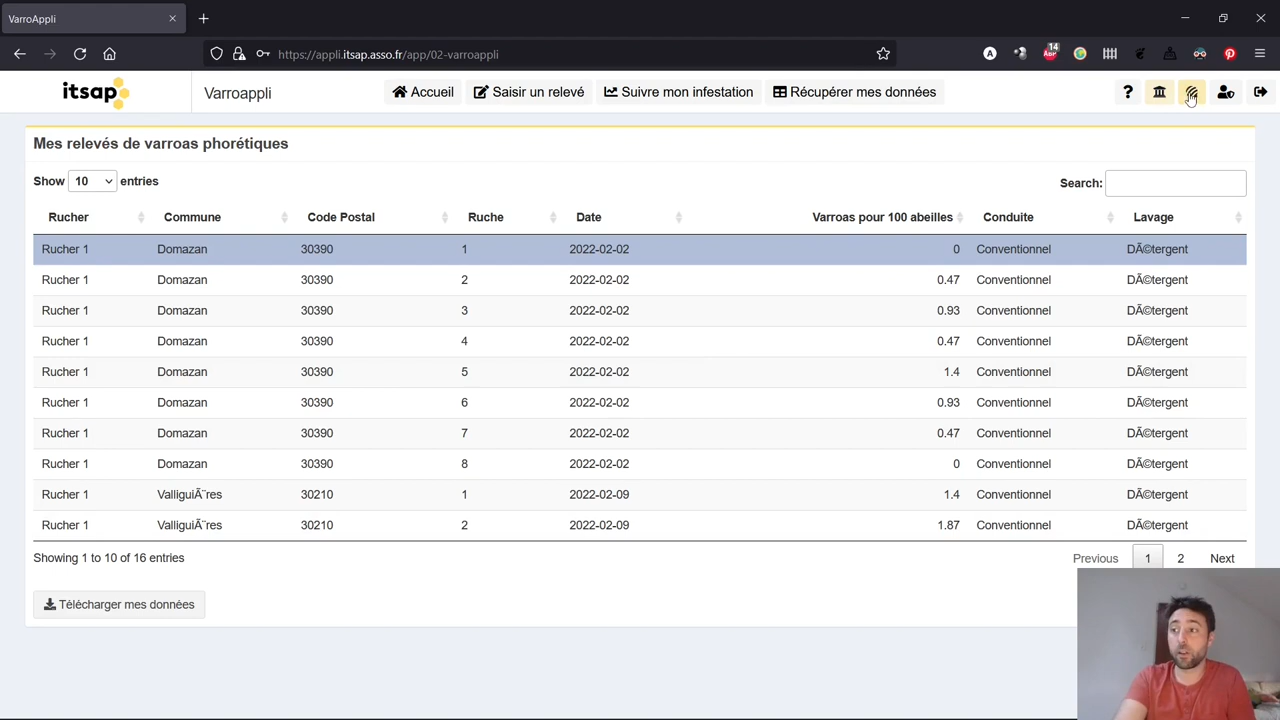 VarroAppli
https://appli.itsap.asso.fr/app/02-varroappli
14
ABP
A
itsap
Varroappli
Accueil
Saisir un relevé
Suivre mon infestation
Récupérer mes données
?
Mes relevés de varroas phorétiques
Show 10 entries
Search:
Rucher Commune Code Postal Ruche Date Varroas pour 100 abeilles Conduite Lavage
Rucher 1 Domazan 30390 1 2022-02-02 0 Conventionnel DÃ©tergent
Rucher 1 Domazan 30390 2 2022-02-02 0.47 Conventionnel DÃ©tergent
Rucher 1 Domazan 30390 3 2022-02-02 0.93 Conventionnel DÃ©tergent
Rucher 1 Domazan 30390 4 2022-02-02 0.47 Conventionnel DÃ©tergent
Rucher 1 Domazan 30390 5 2022-02-02 1.4 Conventionnel DÃ©tergent
Rucher 1 Domazan 30390 6 2022-02-02 0.93 Conventionnel DÃ©tergent
Rucher 1 Domazan 30390 7 2022-02-02 0.47 Conventionnel DÃ©tergent
Rucher 1 Domazan 30390 8 2022-02-02 0 Conventionnel DÃ©tergent
Rucher 1 ValliguiÃ¨res 30210 1 2022-02-09 1.4 Conventionnel DÃ©tergent
Rucher 1 ValliguiÃ¨res 30210 2 2022-02-09 1.87 Conventionnel DÃ©tergent
Showing 1 to 10 of 16 entries
Previous 1 2 Next
Télécharger mes données